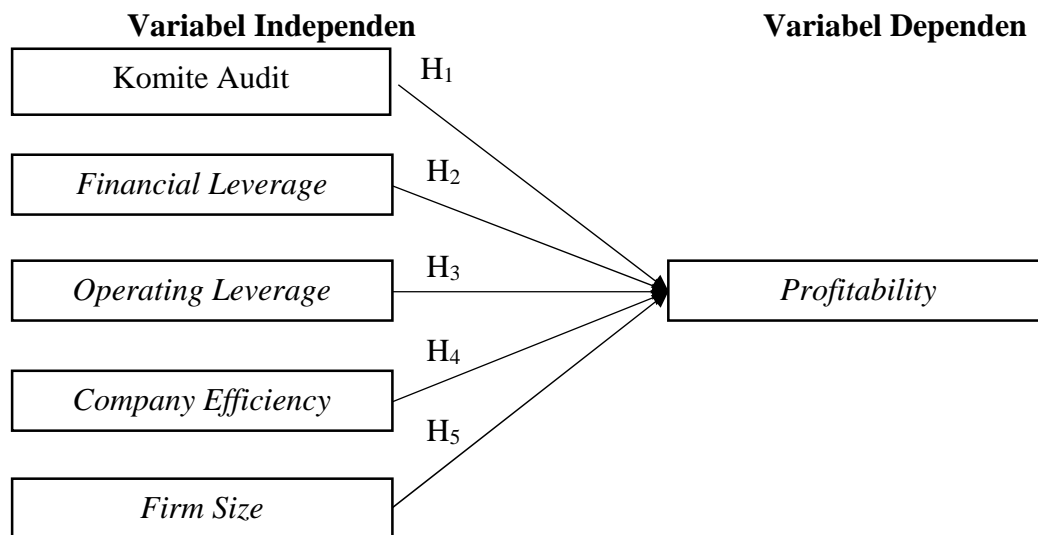 Variabel Independen
Variabel Dependen
Komite Audit
H₁
Financial Leverage
H₂
Operating Leverage
H₃
Profitability
Company Efficiency
H₄
Firm Size
H₅